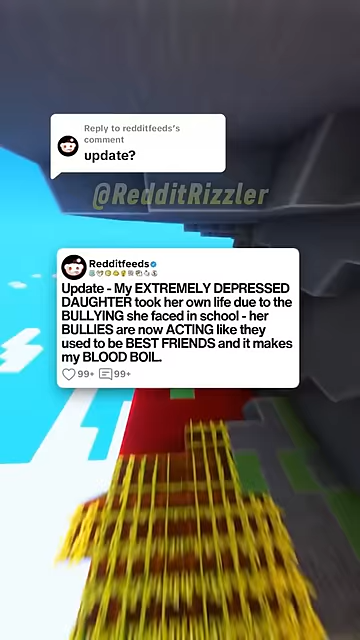 Reply to redditfeeds's
comment
update?
@RedditRizzler
Redditfeeds
Update - My EXTREMELY DEPRESSED
DAUGHTER took her own life due to the
BULLYING she faced in school - her
BULLIES are now ACTING like they
used to be BEST FRIENDS and it makes
my BLOOD BOIL.
99+ 99+